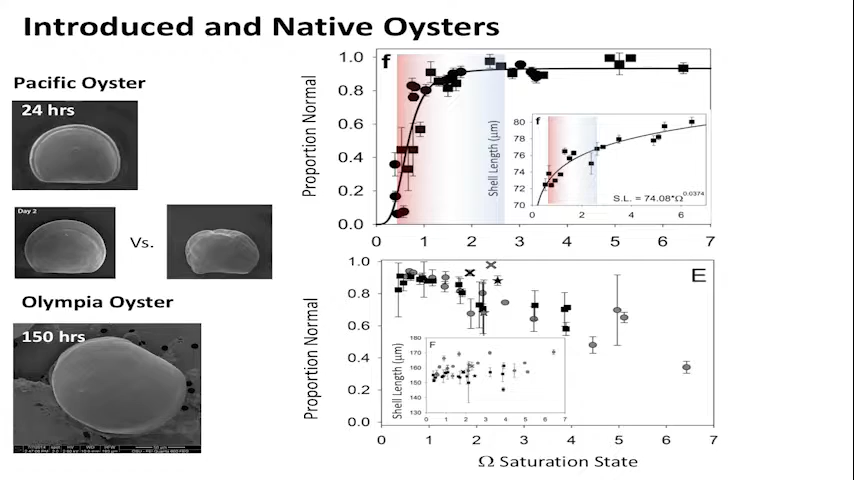 Introduced and Native Oysters
Pacific Oyster
24 hrs
Day 2
Vs.
Olympia Oyster
150 hrs
f
Proportion Normal
1.0
0.8
0.6
0.4
0.2
0.0
0 1 2 3 4 5 6 7
f
Shell Length (μm)
80
78
76
74
72
70
0 2 4 6
S.L. = 74.08*Ω^0.0374
E
Proportion Normal
1.0
0.8
0.6
0.4
0.2
0.0
0 1 2 3 4 5 6 7
F
Shell Length (μm)
180
170
160
150
140
130
0 1 2 3 4 5 6 7
Ω Saturation State